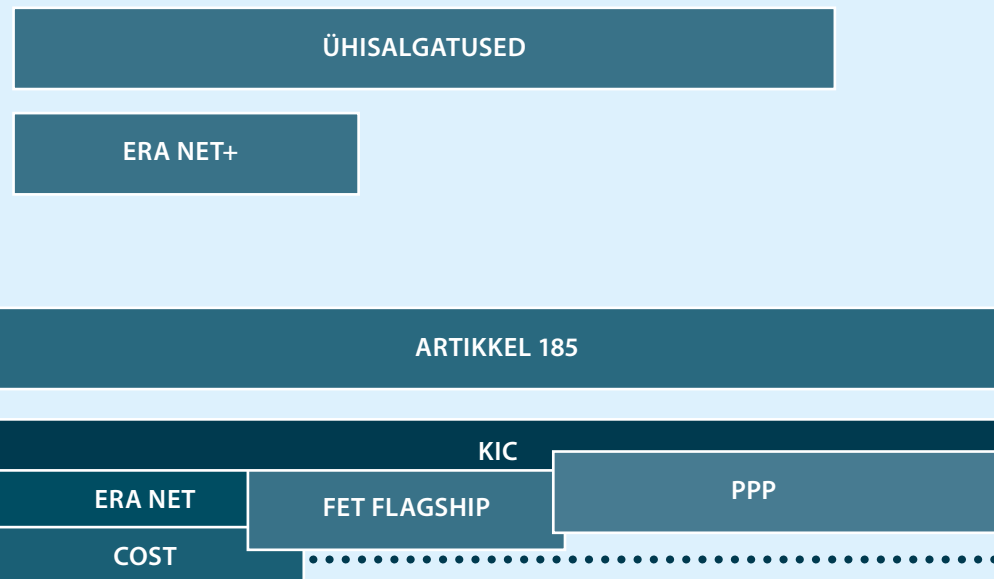 ÜHISALGATUSED
ERA NET+
ARTIKKEL 185
KIC
PPP
ERA NET
FET FLAGSHIP
COST